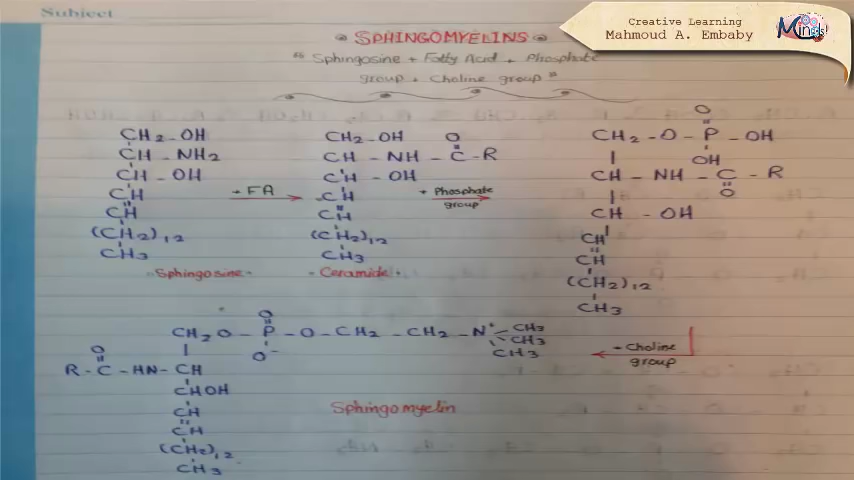 Subject
Creative Learning
Mahmoud A. Embaby
Minds
SPHINGOMYELINS
" Sphingosine + Fatty Acid + Phosphate
group + Choline group "
CH2 - OH
CH - NH2
CH - OH
CH
CH
(CH2)12
CH3
Sphingosine
+ FA
CH2 - OH
O
CH - NH - C - R
CH - OH
CH
CH
(CH2)12
CH3
Ceramide
+ Phosphate
group
O
CH2 - O - P - OH
OH
CH - NH - C - R
O
CH - OH
CH
CH
(CH2)12
CH3
+ Choline
group
O
CH2 O - P - O - CH2 - CH2 - N+ - CH3
CH3
CH3
O-
O
R - C - HN - CH
CHOH
CH
CH
(CH2)12
CH3
Sphingomyelin